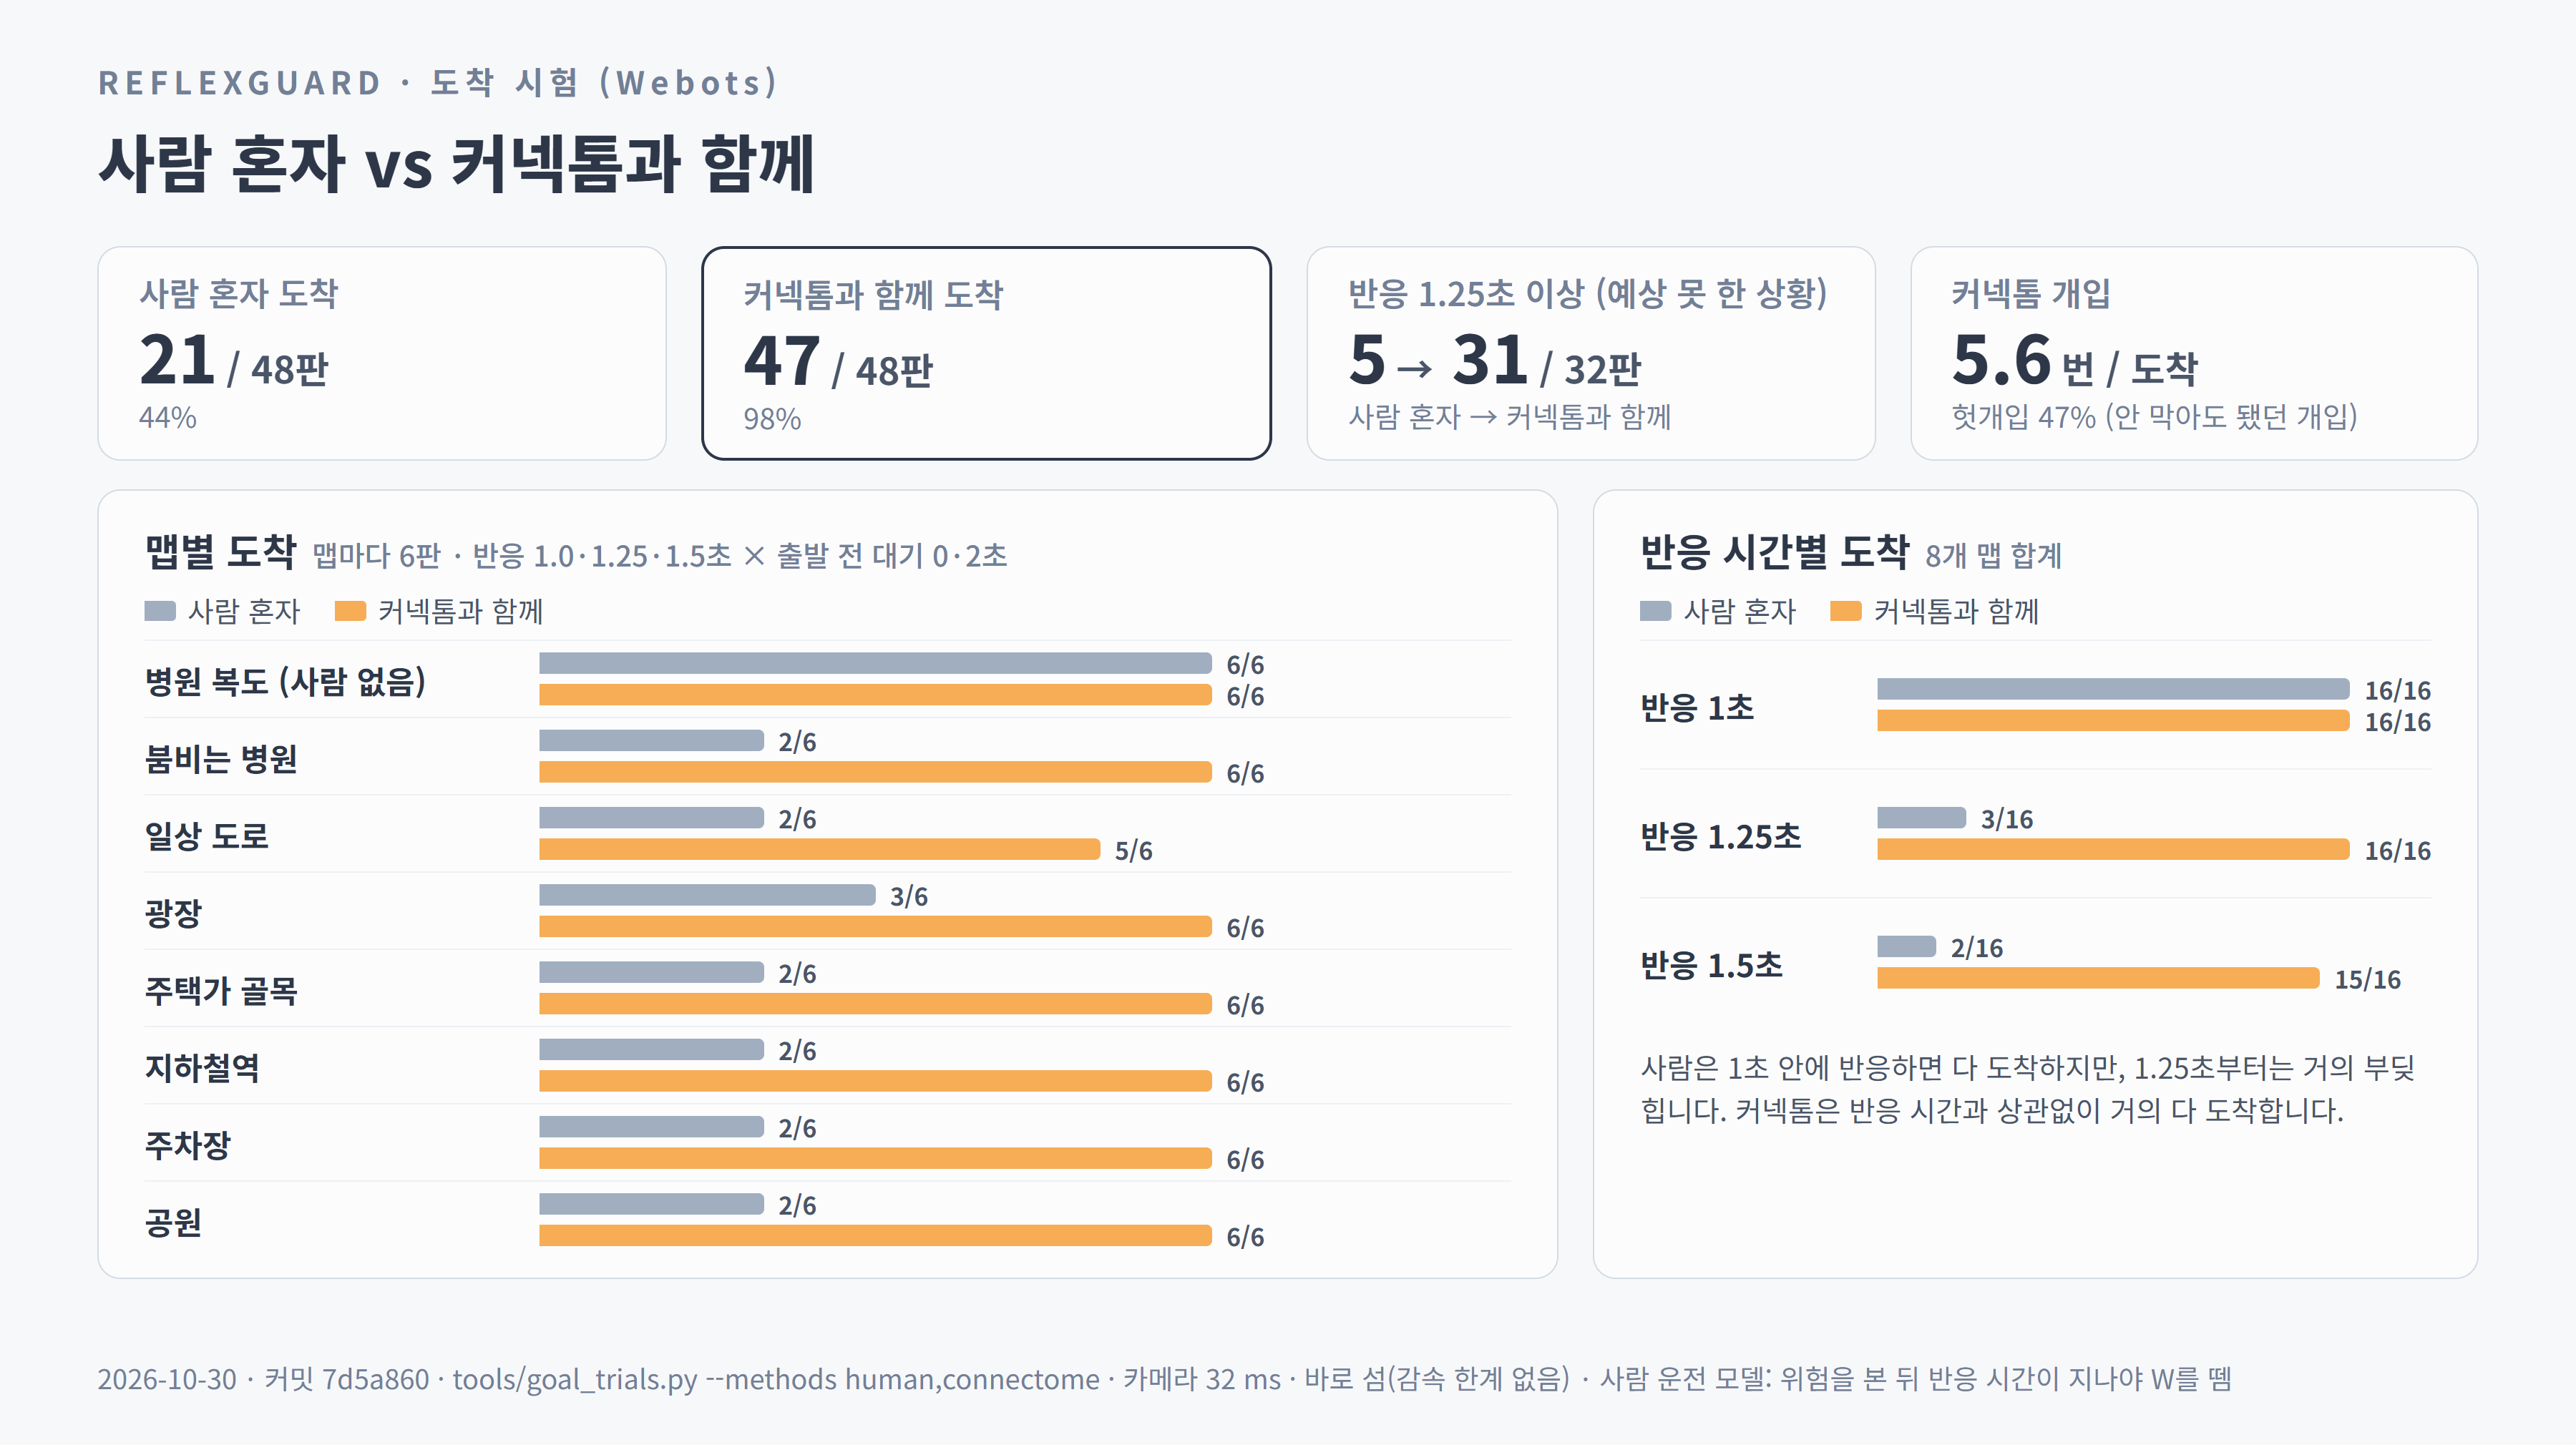 REFLEXGUARD · 도착 시험 (Webots)
사람 혼자 vs 커넥톰과 함께
사람 혼자 도착
21 / 48판
44%
커넥톰과 함께 도착
47 / 48판
98%
반응 1.25초 이상 (예상 못 한 상황)
5 → 31 / 32판
사람 혼자 → 커넥톰과 함께
커넥톰 개입
5.6 번 / 도착
헛개입 47% (안 막아도 됐던 개입)
맵별 도착 맵마다 6판 · 반응 1.0·1.25·1.5초 × 출발 전 대기 0·2초
사람 혼자 커넥톰과 함께
병원 복도 (사람 없음)
6/6
6/6
붐비는 병원
2/6
6/6
일상 도로
2/6
5/6
광장
3/6
6/6
주택가 골목
2/6
6/6
지하철역
2/6
6/6
주차장
2/6
6/6
공원
2/6
6/6
반응 시간별 도착 8개 맵 합계
사람 혼자 커넥톰과 함께
반응 1초
16/16
16/16
반응 1.25초
3/16
16/16
반응 1.5초
2/16
15/16
사람은 1초 안에 반응하면 다 도착하지만, 1.25초부터는 거의 부딪
힙니다. 커넥톰은 반응 시간과 상관없이 거의 다 도착합니다.
2026-10-30 · 커밋 7d5a860 · tools/goal_trials.py --methods human,connectome · 카메라 32 ms · 바로 섬(감속 한계 없음) · 사람 운전 모델: 위험을 본 뒤 반응 시간이 지나야 W를 뗌